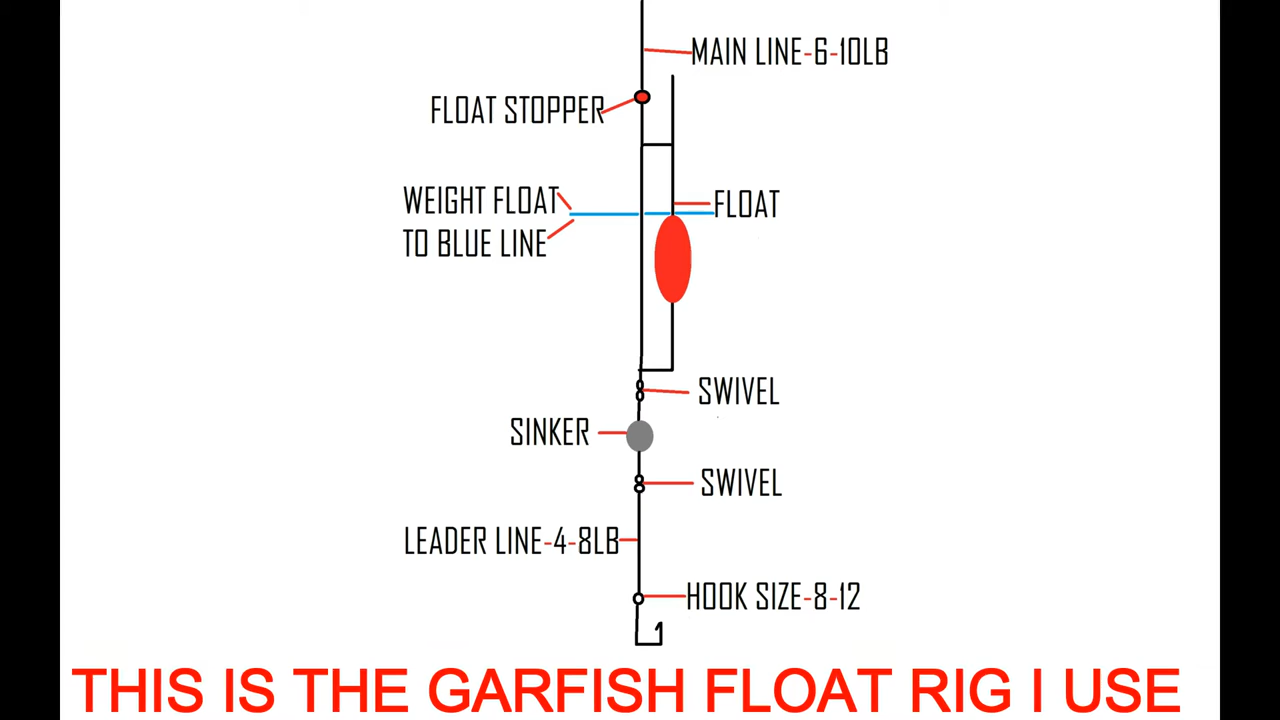 MAIN LINE-6-10LB
FLOAT STOPPER
WEIGHT FLOAT
TO BLUE LINE
FLOAT
SWIVEL
SINKER
SWIVEL
LEADER LINE-4-8LB
HOOK SIZE-8-12
THIS IS THE GARFISH FLOAT RIG I USE